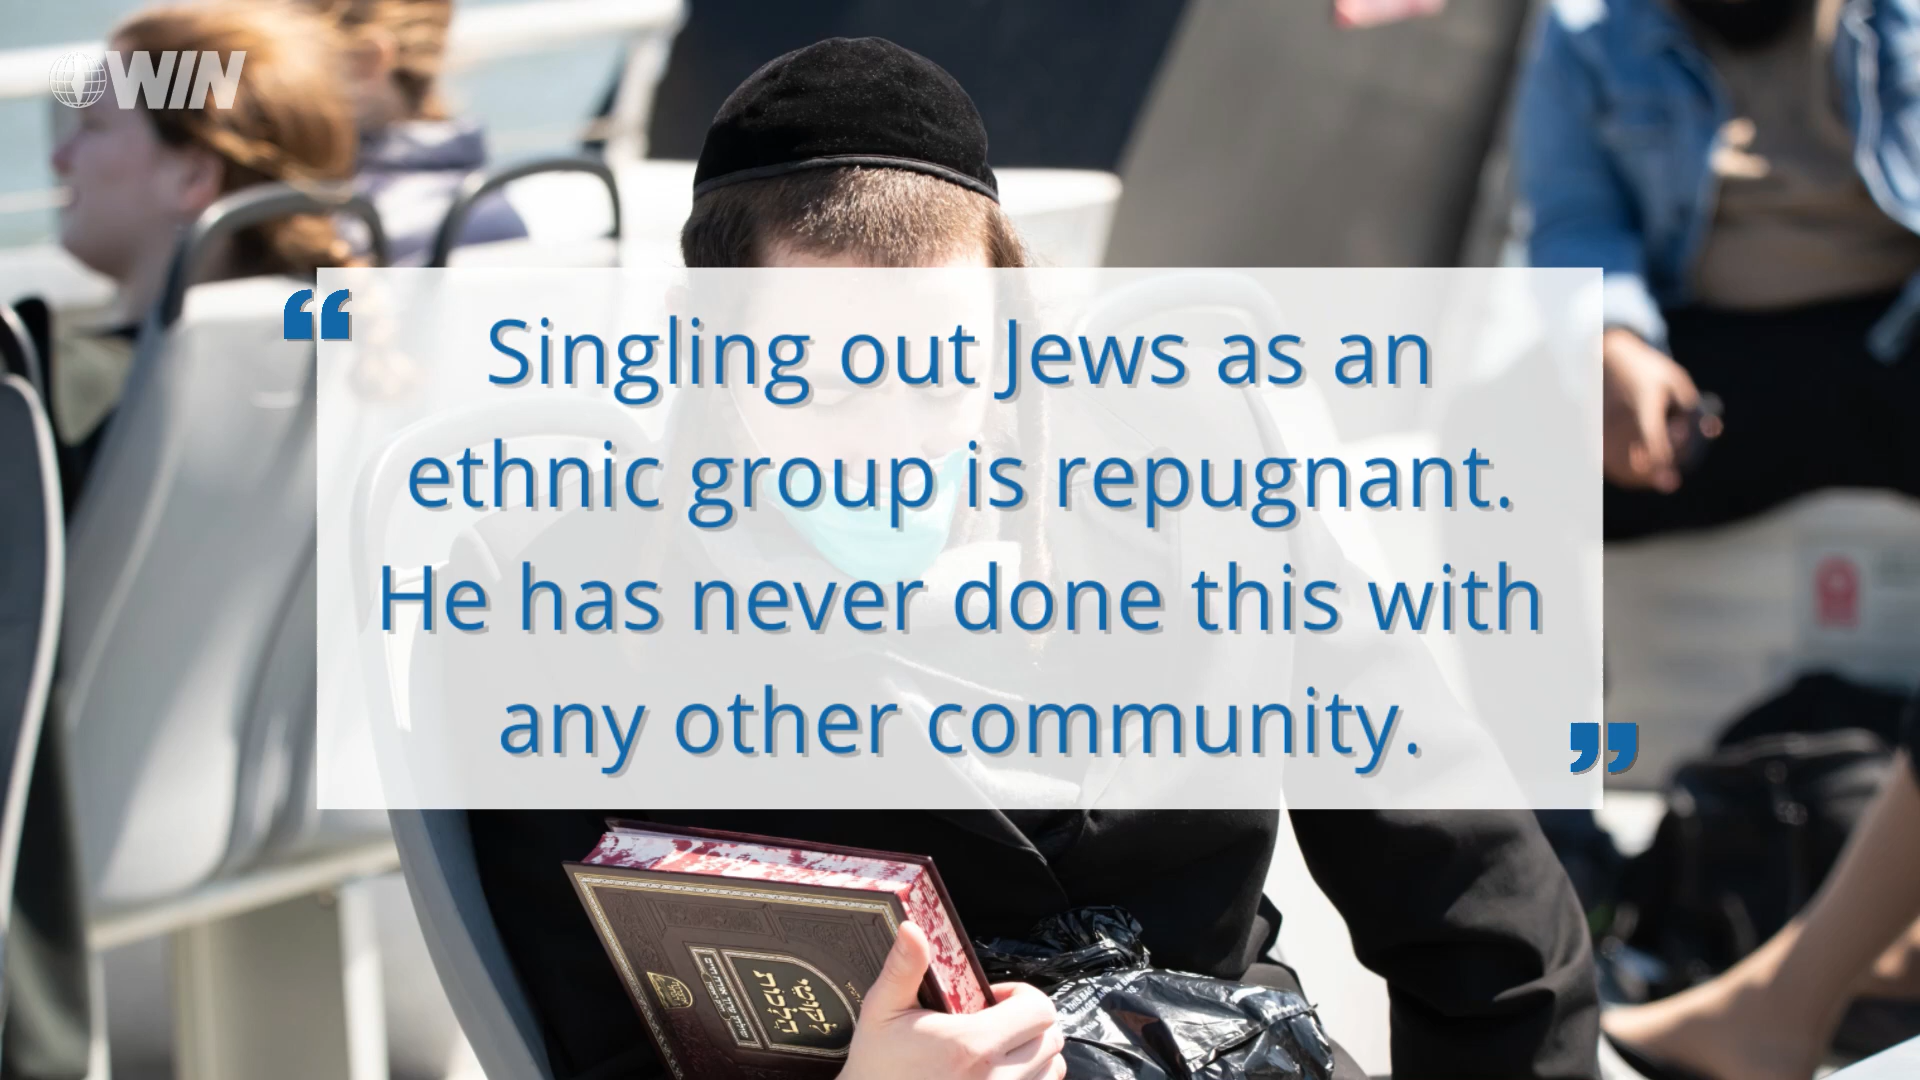 WIN
“
Singling out Jews as an
ethnic group is repugnant.
He has never done this with
any other community.
”